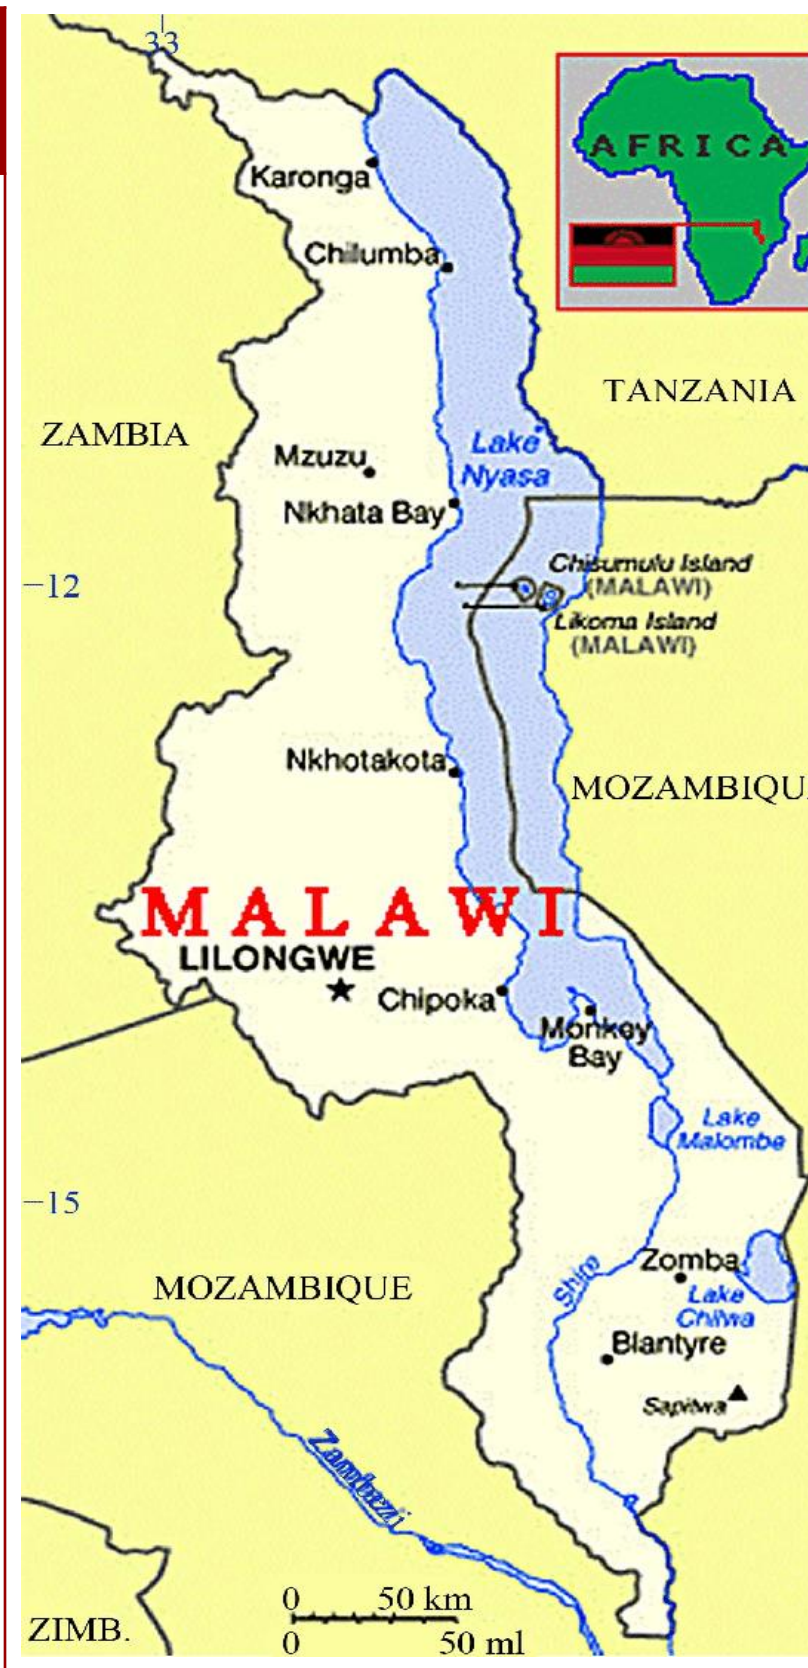 33
AFRICA
Karonga
Chilumba
TANZANIA
ZAMBIA
Lake
Nyasa
Mzuzu
Nkhata Bay
–12
Chisumulu Island
(MALAWI)
Likoma Island
(MALAWI)
Nkhotakota
MOZAMBIQU
MALAWI
LILONGWE
Chipoka
Monkey
Bay
Lake
Malombe
–15
Zomba
Shire
MOZAMBIQUE
Lake
Chilwa
Blantyre
Sapitwa
Zambezi
0 50 km
0 50 ml
ZIMB.